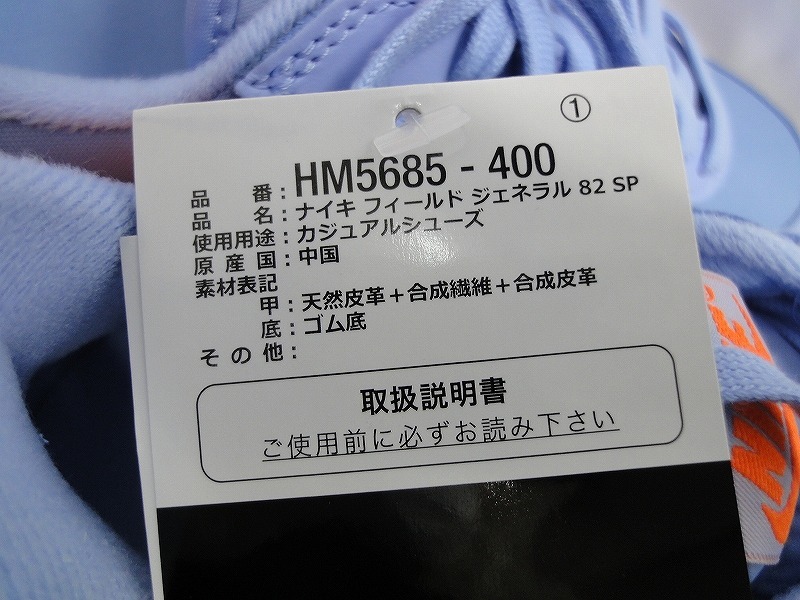 ①
品番：HM5685 - 400
品名：ナイキ フィールド ジェネラル 82 SP
使用用途：カジュアルシューズ
原産国：中国
素材表記
甲：天然皮革＋合成繊維＋合成皮革
底：ゴム底
その他：
取扱説明書
ご使用前に必ずお読み下さい